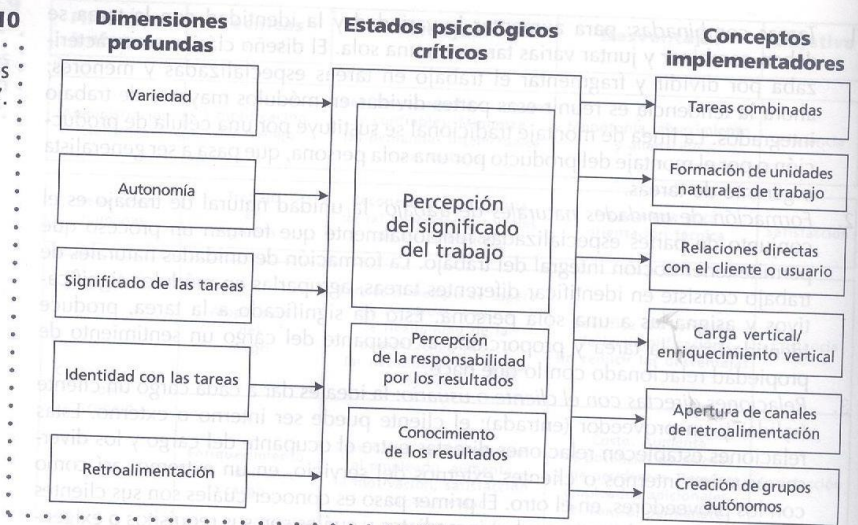 10
s
Dimensiones
profundas
Variedad
Autonomía
Significado de las tareas
Identidad con las tareas
Retroalimentación
Estados psicológicos
críticos
Percepción
del significado
del trabajo
Percepción
de la responsabilidad
por los resultados
Conocimiento
de los resultados
Conceptos
implementadores
Tareas combinadas
Formación de unidades
naturales de trabajo
Relaciones directas
con el cliente o usuario
Carga vertical/
enriquecimiento vertical
Apertura de canales
de retroalimentación
Creación de grupos
autónomos